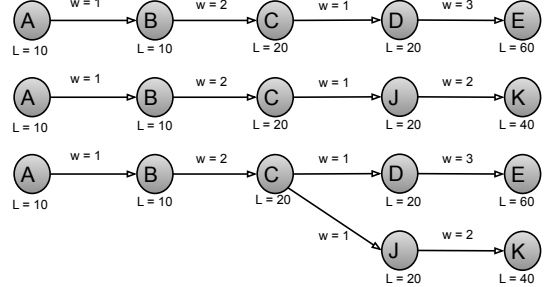 w = 1 w = 2 w = 1 w = 3
A B C D E
L = 10 L = 10 L = 20 L = 20 L = 60
w = 1 w = 2 w = 1 w = 2
A B C J K
L = 10 L = 10 L = 20 L = 20 L = 40
w = 1 w = 2 w = 1 w = 3
A B C D E
L = 10 L = 10 L = 20 L = 20 L = 60
w = 1 w = 2
J K
L = 20 L = 40